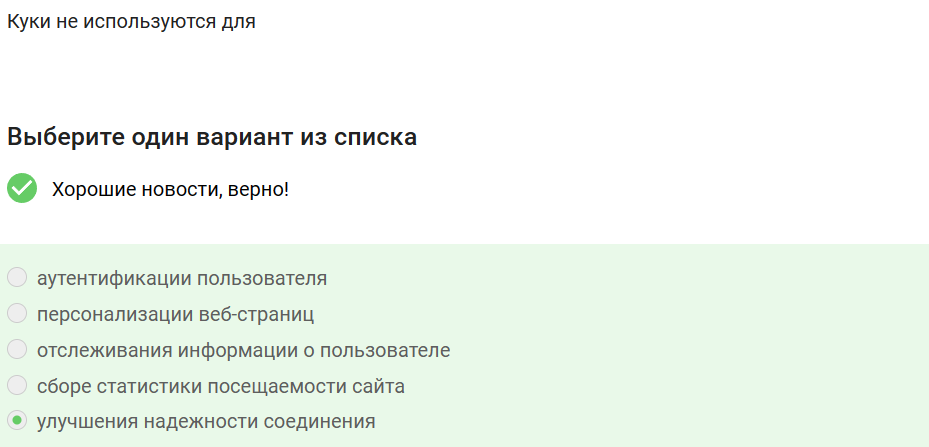 Куки не используются для
Выберите один вариант из списка
Хорошие новости, верно!
аутентификации пользователя
персонализации веб-страниц
отслеживания информации о пользователе
сборе статистики посещаемости сайта
улучшения надежности соединения